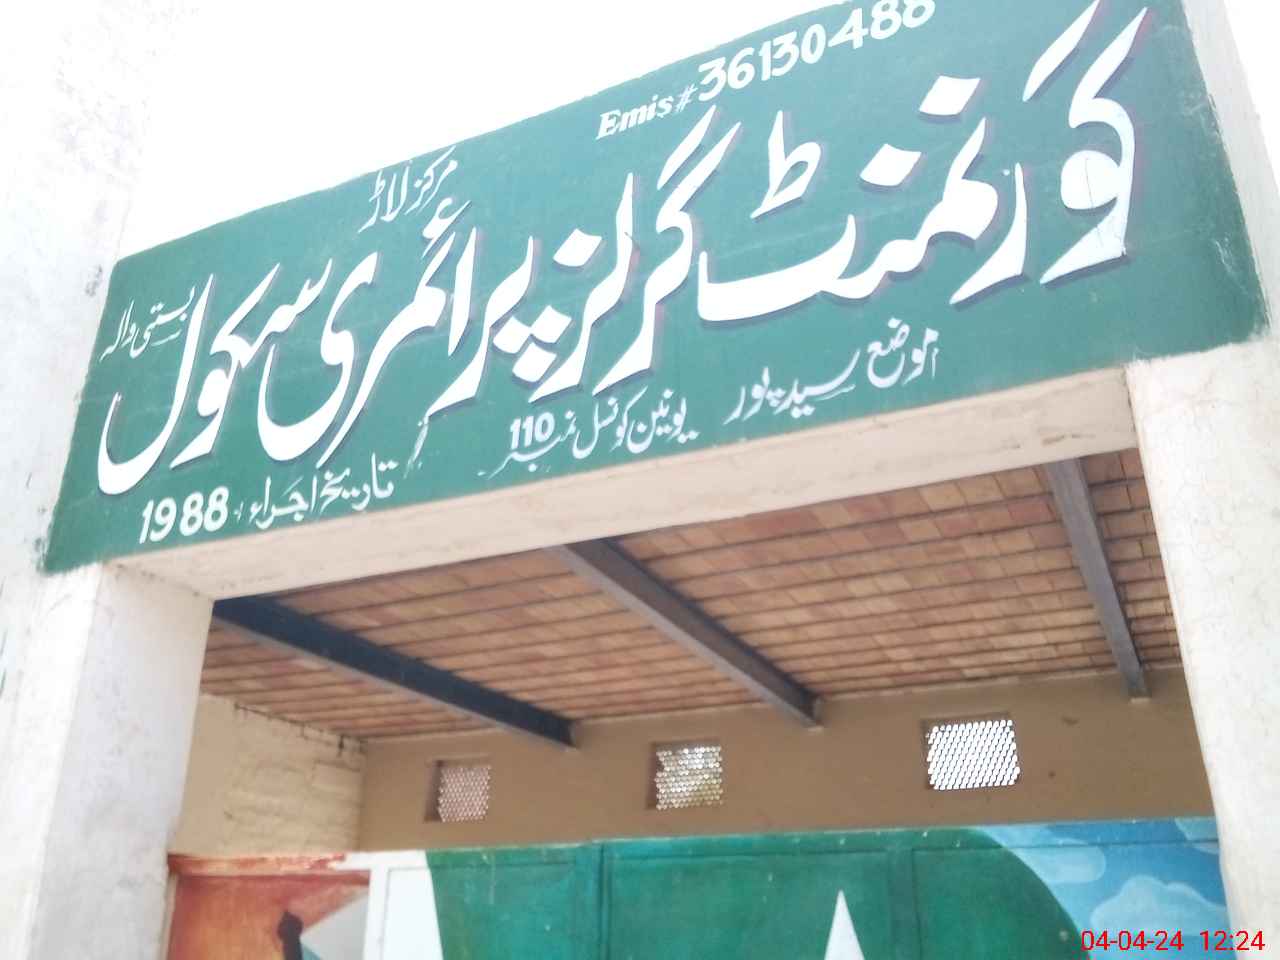 Emis # 36130488
مرکز لاڑ
گورنمنٹ گرلز پرائمری سکول
بستی والہ
موضع سید پور یونین کونسل نمبر 110
تاریخ اجراء 1988
04-04-24 12:24